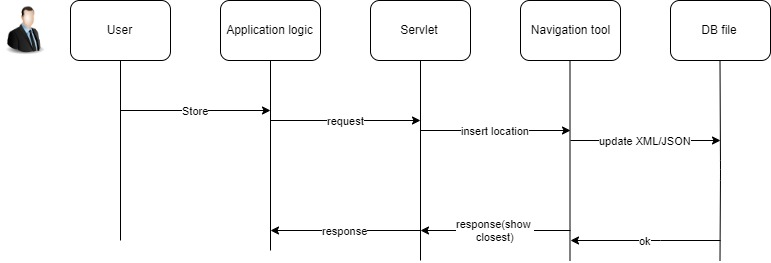 User
Application logic
Servlet
Navigation tool
DB file
Store
request
insert location
update XML/JSON
response
response(show
closest)
ok